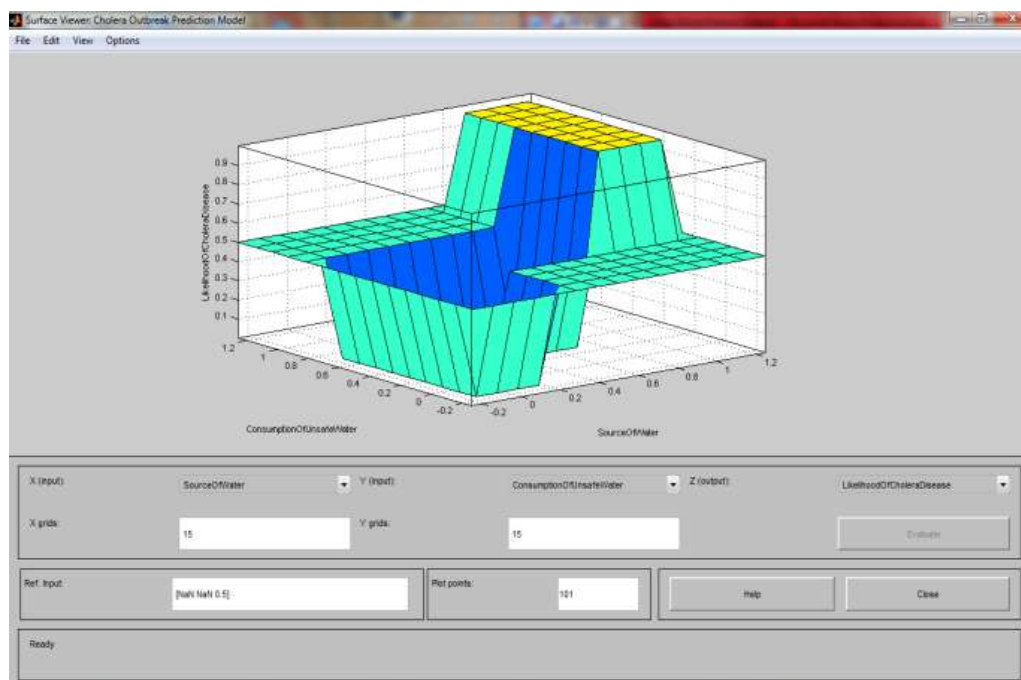 Surface Viewer: Cholera Outbreak Prediction Model
File Edit View Options
0.9
0.8
0.7
0.6
0.5
0.4
0.3
0.2
0.1
LikelihoodOfCholeraDisease
1.2
1
0.8
0.6
0.4
0.2
0
-0.2
ConsumptionOfUnsafeWater
-0.2
0
0.2
0.4
0.6
0.8
1
1.2
SourceOfWater
X (input): SourceOfWater Y (input): ConsumptionOfUnsafeWater Z (output): LikelihoodOfCholeraDisease
X grids: 15 Y grids: 15 Evaluate
Ref. Input: [NaN NaN 0.5] Plot points: 101 Help Close
Ready